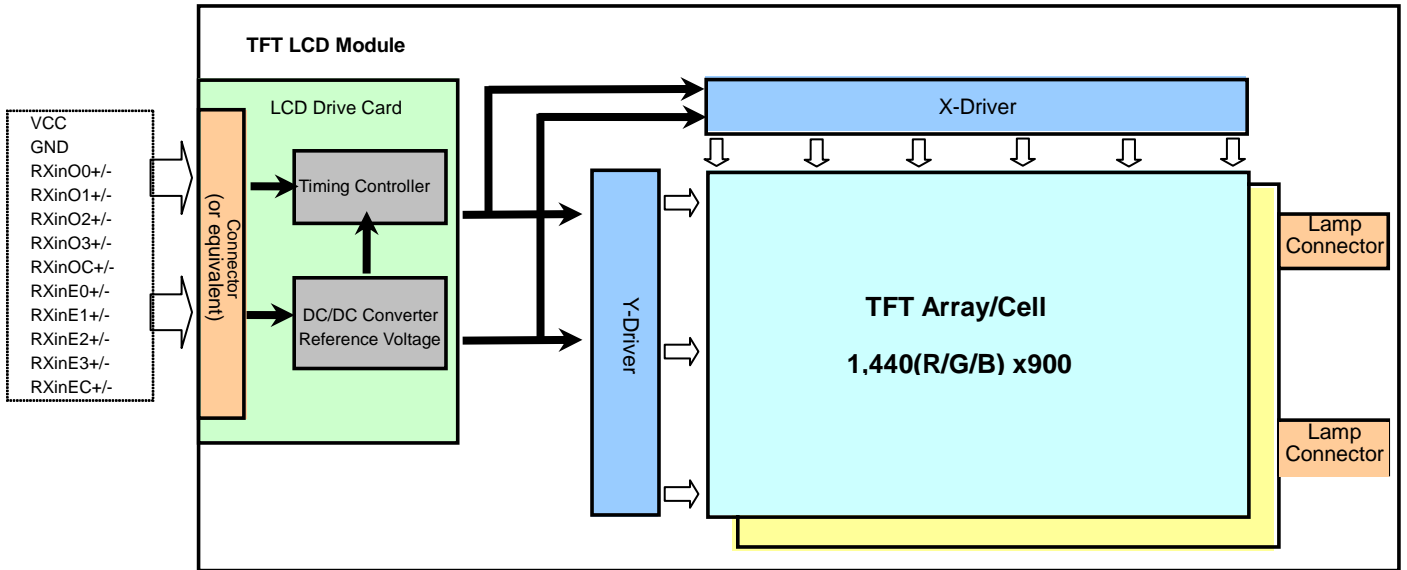 TFT LCD Module
VCC
GND
RXinO0+/-
RXinO1+/-
RXinO2+/-
RXinO3+/-
RXinOC+/-
RXinE0+/-
RXinE1+/-
RXinE2+/-
RXinE3+/-
RXinEC+/-
LCD Drive Card
Connector
(or equivalent)
Timing Controller
DC/DC Converter
Reference Voltage
X-Driver
Y-Driver
TFT Array/Cell
1,440(R/G/B) x900
Lamp
Connector
Lamp
Connector